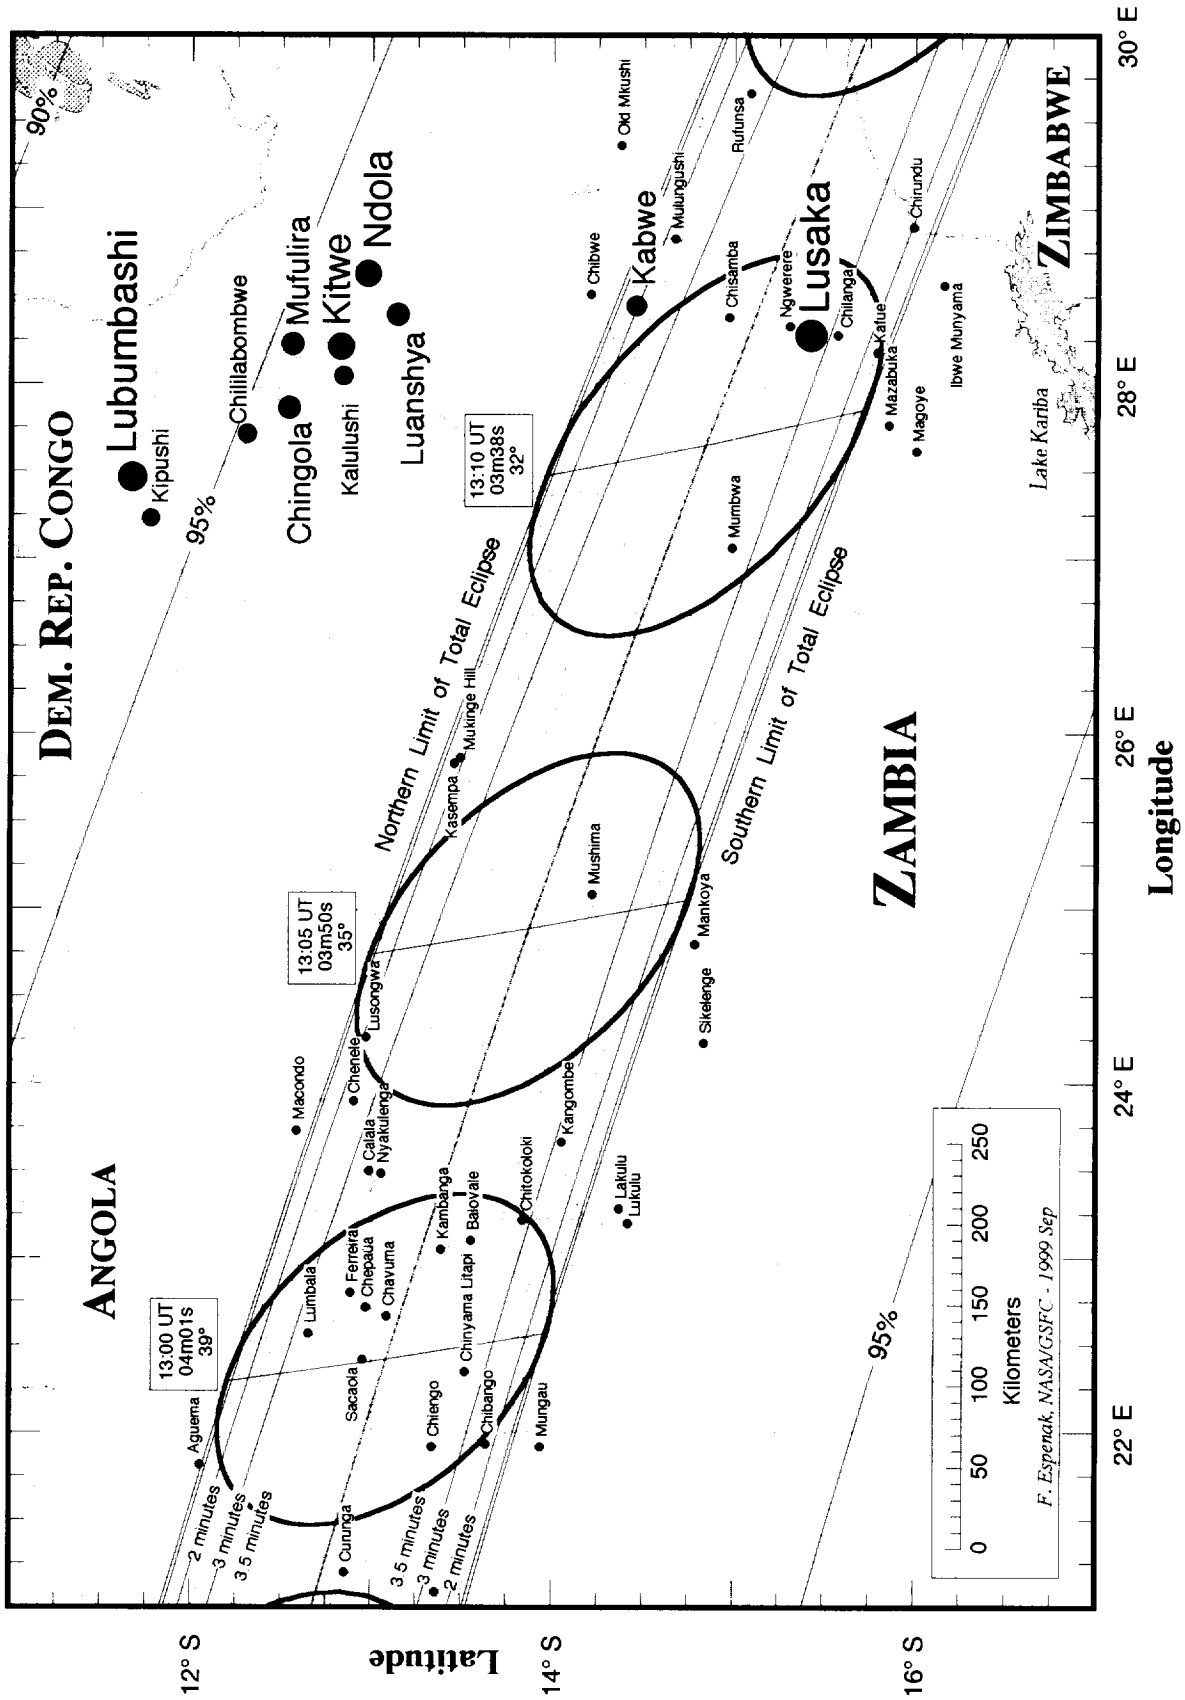 DEM. REP. CONGO
ANGOLA
ZAMBIA
ZIMBABWE
90%
95%
95%
Lubumbashi
Kipushi
Chililabombwe
Chingola
Mufulira
Kitwe
Kalulushi
Ndola
Luanshya
Northern Limit of Total Eclipse
Southern Limit of Total Eclipse
13:00 UT
04m01s
39°
13:05 UT
03m50s
35°
13:10 UT
03m38s
32°
Aguema
Macondo
Lumbala
Ferreira
Chepaua
Chavuma
Sacaola
Calala
Nyakulenga
Chenele
Lusongwa
Kasempa
Mukinge Hill
Kambanga
Balovale
Chinyama Litapi
Chitokoloki
Kangombe
Chiengo
Chibango
Mungau
Curunga
Lakulu
Lukulu
Sikelenge
Mankoya
Mushima
Mumbwa
Chibwe
Kabwe
Old Mkushi
Mulungushi
Rufunsa
Chisamba
Ngwerere
Lusaka
Chilanga
Kafue
Mazabuka
Magoye
Ibwe Munyama
Chirundu
Lake Kariba
2 minutes
3 minutes
3.5 minutes
3.5 minutes
3 minutes
2 minutes
0 50 100 150 200 250
Kilometers
F. Espenak, NASA/GSFC - 1999 Sep
12° S
14° S
16° S
Latitude
22° E
24° E
26° E
28° E
30° E
Longitude